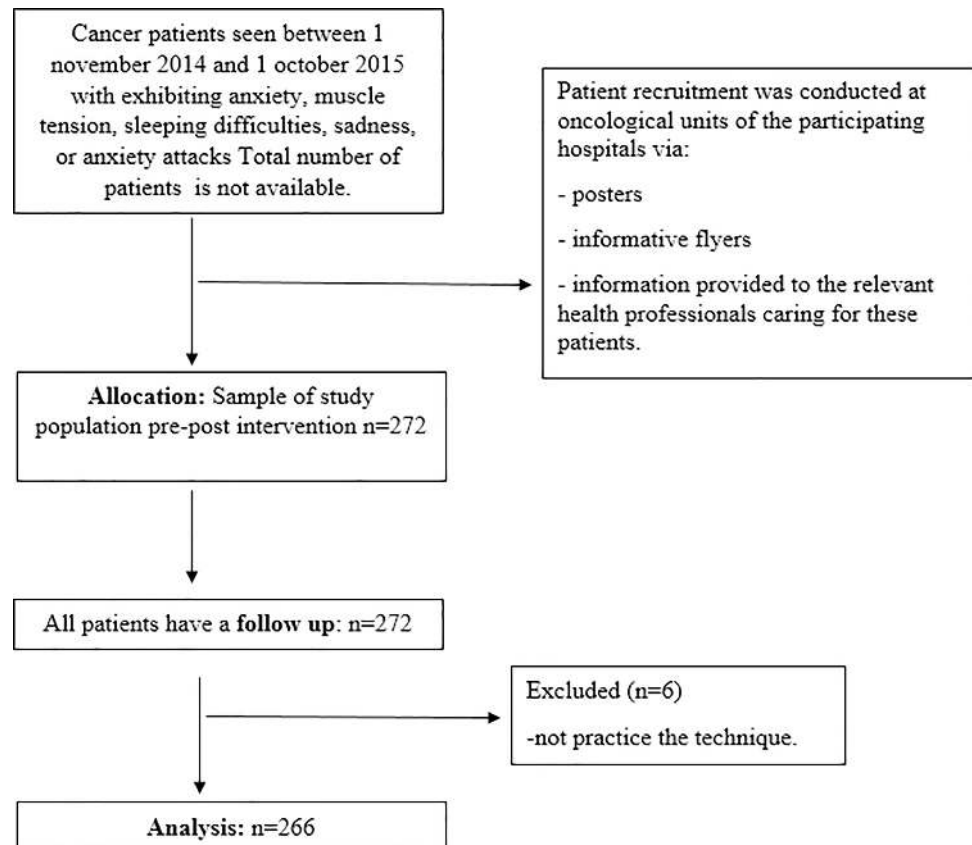 Cancer patients seen between 1
november 2014 and 1 october 2015
with exhibiting anxiety, muscle
tension, sleeping difficulties, sadness,
or anxiety attacks Total number of
patients is not available.
Patient recruitment was conducted at
oncological units of the participating
hospitals via:
- posters
- informative flyers
- information provided to the relevant
health professionals caring for these
patients.
Allocation: Sample of study
population pre-post intervention n=272
All patients have a follow up: n=272
Excluded (n=6)
-not practice the technique.
Analysis: n=266